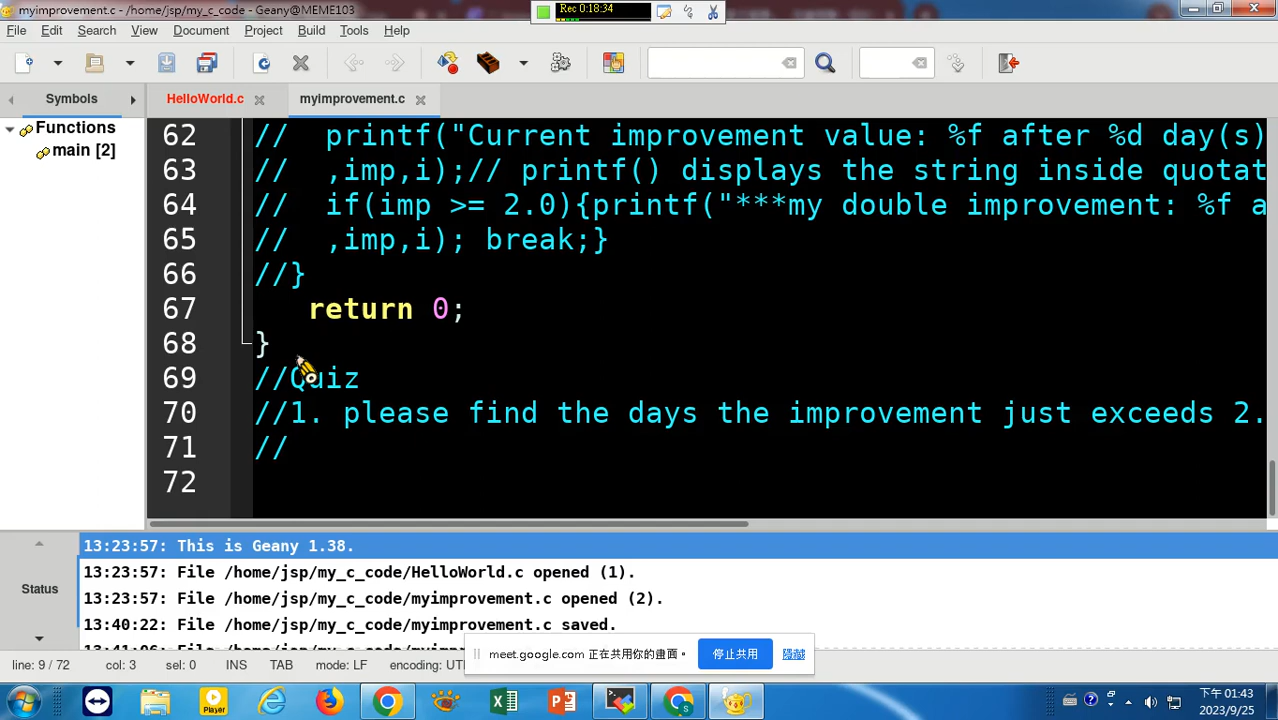 myimprovement.c - /home/jsp/my_c_code - Geany@MEME103
Rec 0:18:34
File Edit Search View Document Project Build Tools Help
Symbols HelloWorld.c myimprovement.c
Functions
main [2]
62 // printf("Current improvement value: %f after %d day(s)
63 // ,imp,i);// printf() displays the string inside quotat
64 // if(imp >= 2.0){printf("***my double improvement: %f a
65 // ,imp,i); break;}
66 //}
67 return 0;
68 }
69 //Quiz
70 //1. please find the days the improvement just exceeds 2.
71 //
72
Status
13:23:57: This is Geany 1.38.
13:23:57: File /home/jsp/my_c_code/HelloWorld.c opened (1).
13:23:57: File /home/jsp/my_c_code/myimprovement.c opened (2).
13:40:22: File /home/jsp/my_c_code/myimprovement.c saved.
meet.google.com 正在共用你的畫面。 停止共用 隱藏
line: 9 / 72 col: 3 sel: 0 INS TAB mode: LF encoding:
Player
下午 01:43
2023/9/25